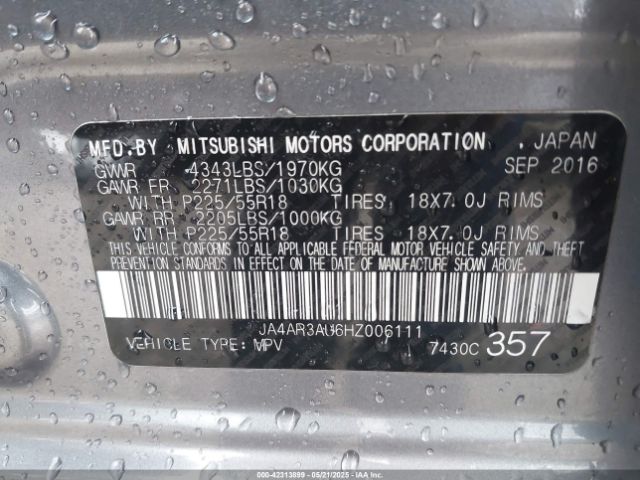 MFD. BY MITSUBISHI MOTORS CORPORATION . JAPAN
GVWR 4343LBS/1970KG SEP 2016
GAWR FR 2271LBS/1030KG
WITH P225/55R18 TIRES 18X7.0J RIMS
GAWR RR 2205LBS/1000KG
WITH P225/55R18 TIRES 18X7.0J RIMS
THIS VEHICLE CONFORMS TO ALL APPLICABLE FEDERAL MOTOR VEHICLE SAFETY AND THEFT
PREVENTION STANDARDS IN EFFECT ON THE DATE OF MANUFACTURE SHOWN ABOVE.
JA4AR3AU6HZ006111
VEHICLE TYPE: MPV 7430C 357
000-42313899 05/21/2025 IAAI.COM